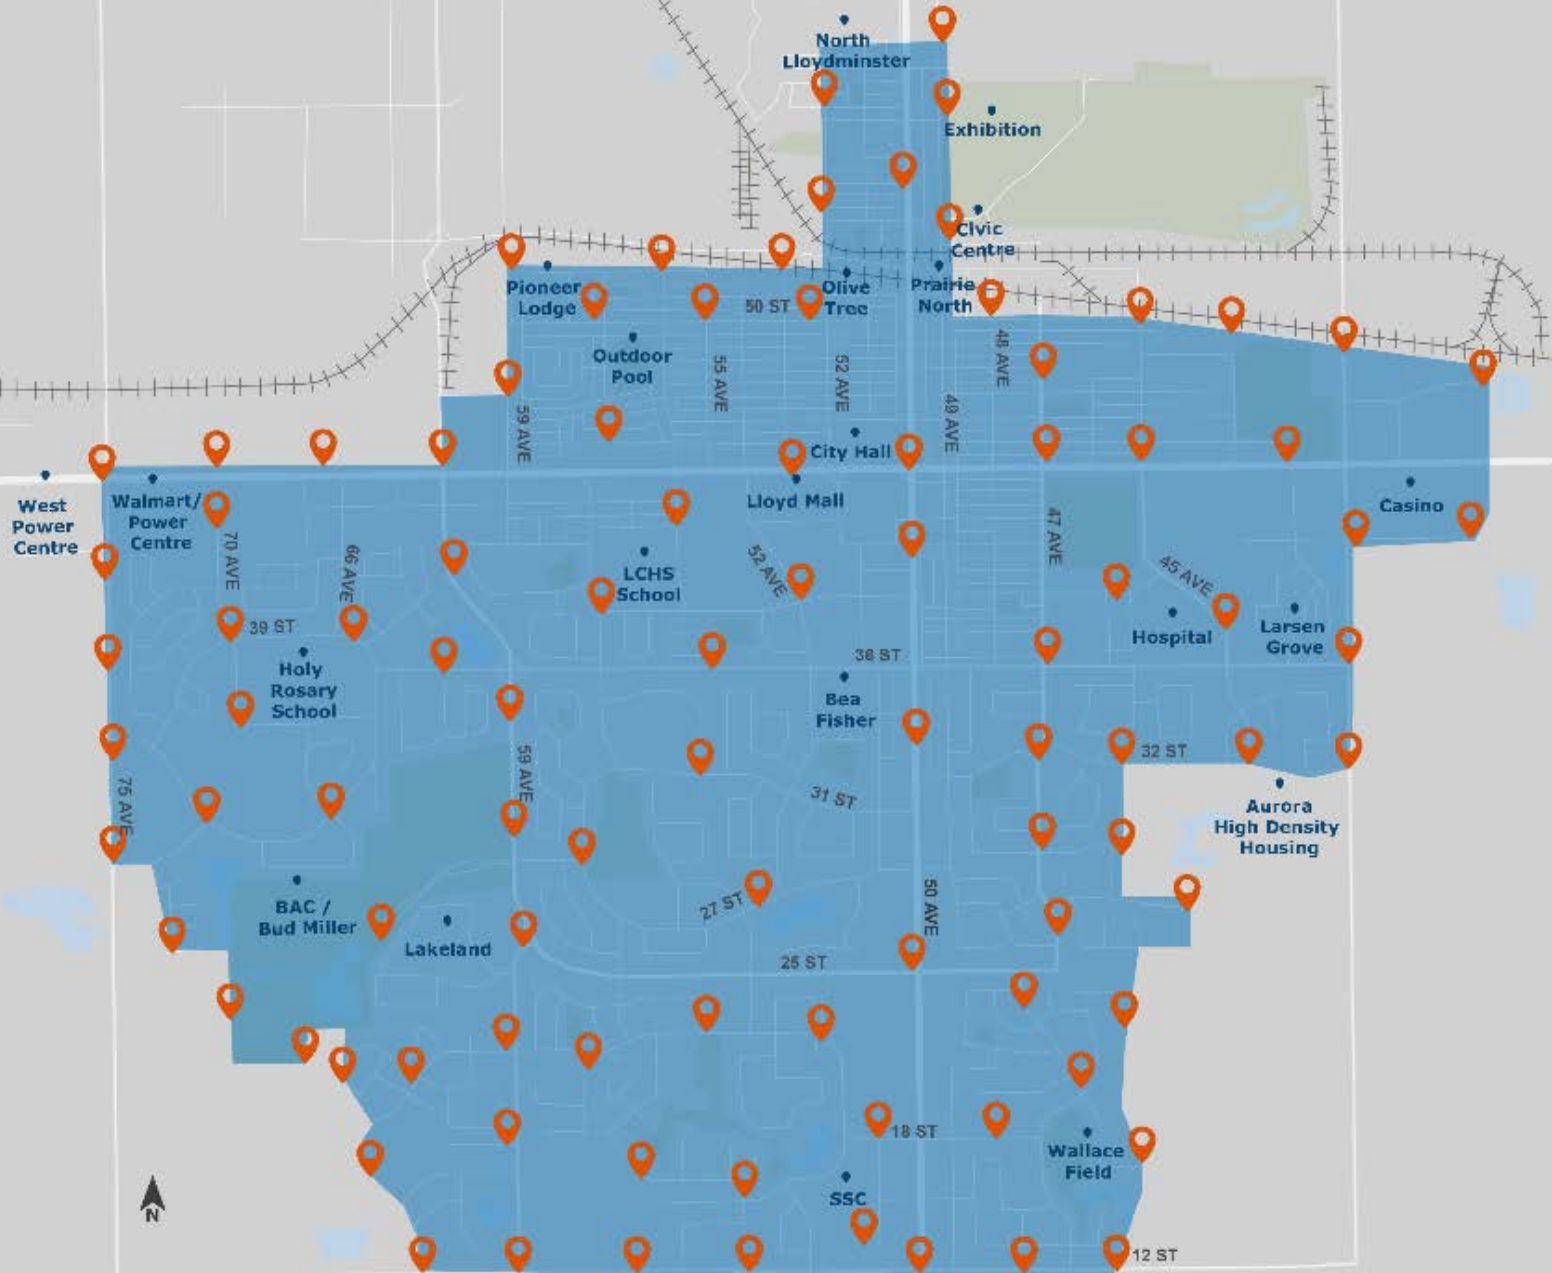 North
Lloydminster
Exhibition
Civic
Centre
Pioneer
Lodge
50 ST
Olive
Tree
Prairie
North
Outdoor
Pool
55 AVE
52 AVE
48 AVE
59 AVE
49 AVE
City Hall
West
Power
Centre
Walmart/
Power
Centre
Lloyd Mall
Casino
70 AVE
66 AVE
LCHS
School
52 AVE
47 AVE
45 AVE
39 ST
Hospital
Larsen
Grove
Holy
Rosary
School
36 ST
Bea
Fisher
32 ST
75 AVE
59 AVE
31 ST
Aurora
High Density
Housing
BAC /
Bud Miller
Lakeland
27 ST
50 AVE
25 ST
18 ST
Wallace
Field
SSC
N
12 ST